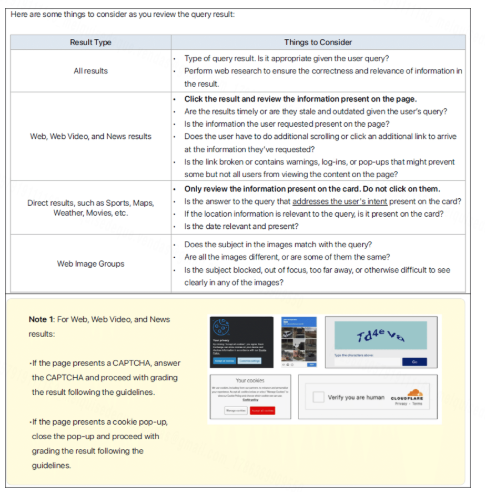 Here are some things to consider as you review the query result:
Result Type
Things to Consider
All results
• Type of query result. Is it appropriate given the user query?
• Perform web research to ensure the correctness and relevance of information in
the result.
Web, Web Video, and News results
• Click the result and review the information present on the page.
• Are the results timely or are they stale and outdated given the user's query?
• Is the information the user requested present on the page?
• Does the user have to do additional scrolling or click an additional link to arrive
at the information they've requested?
• Is the link broken or contains warnings, log-ins, or pop-ups that might prevent
some but not all users from viewing the content on the page?
Direct results, such as Sports, Maps,
Weather, Movies, etc.
• Only review the information present on the card. Do not click on them.
• Is the answer to the query that addresses the user's intent present on the card?
• If the location information is relevant to the query, is it present on the card?
• Is the date relevant and present?
Web Image Groups
• Does the subject in the images match with the query?
• Are all the images different, or are some of them the same?
• Is the subject blocked, out of focus, too far away, or otherwise difficult to see
clearly in any of the images?
Note 1: For Web, Web Video, and News
results:
•If the page presents a CAPTCHA, answer
the CAPTCHA and proceed with grading
the result following the guidelines.
•If the page presents a cookie pop-up,
close the pop-up and proceed with
grading the result following the
guidelines.
Your privacy
Type the characters above
Go
Your cookies
Manage cookies
Verify you are human
CLOUDFLARE
Privacy • Terms